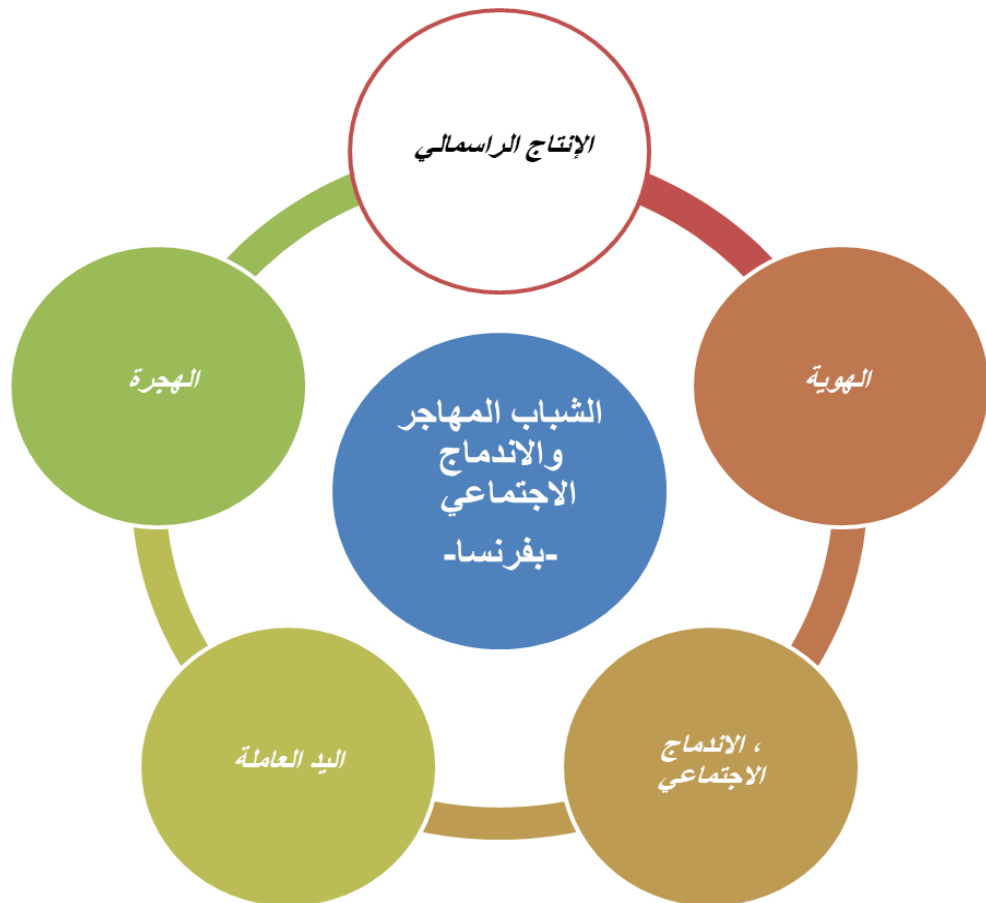 الإنتاج الراسمالي
الهوية
، الاندماج
الاجتماعي
اليد العاملة
الهجرة
الشباب المهاجر
والاندماج
الاجتماعي
-بفرنسا-